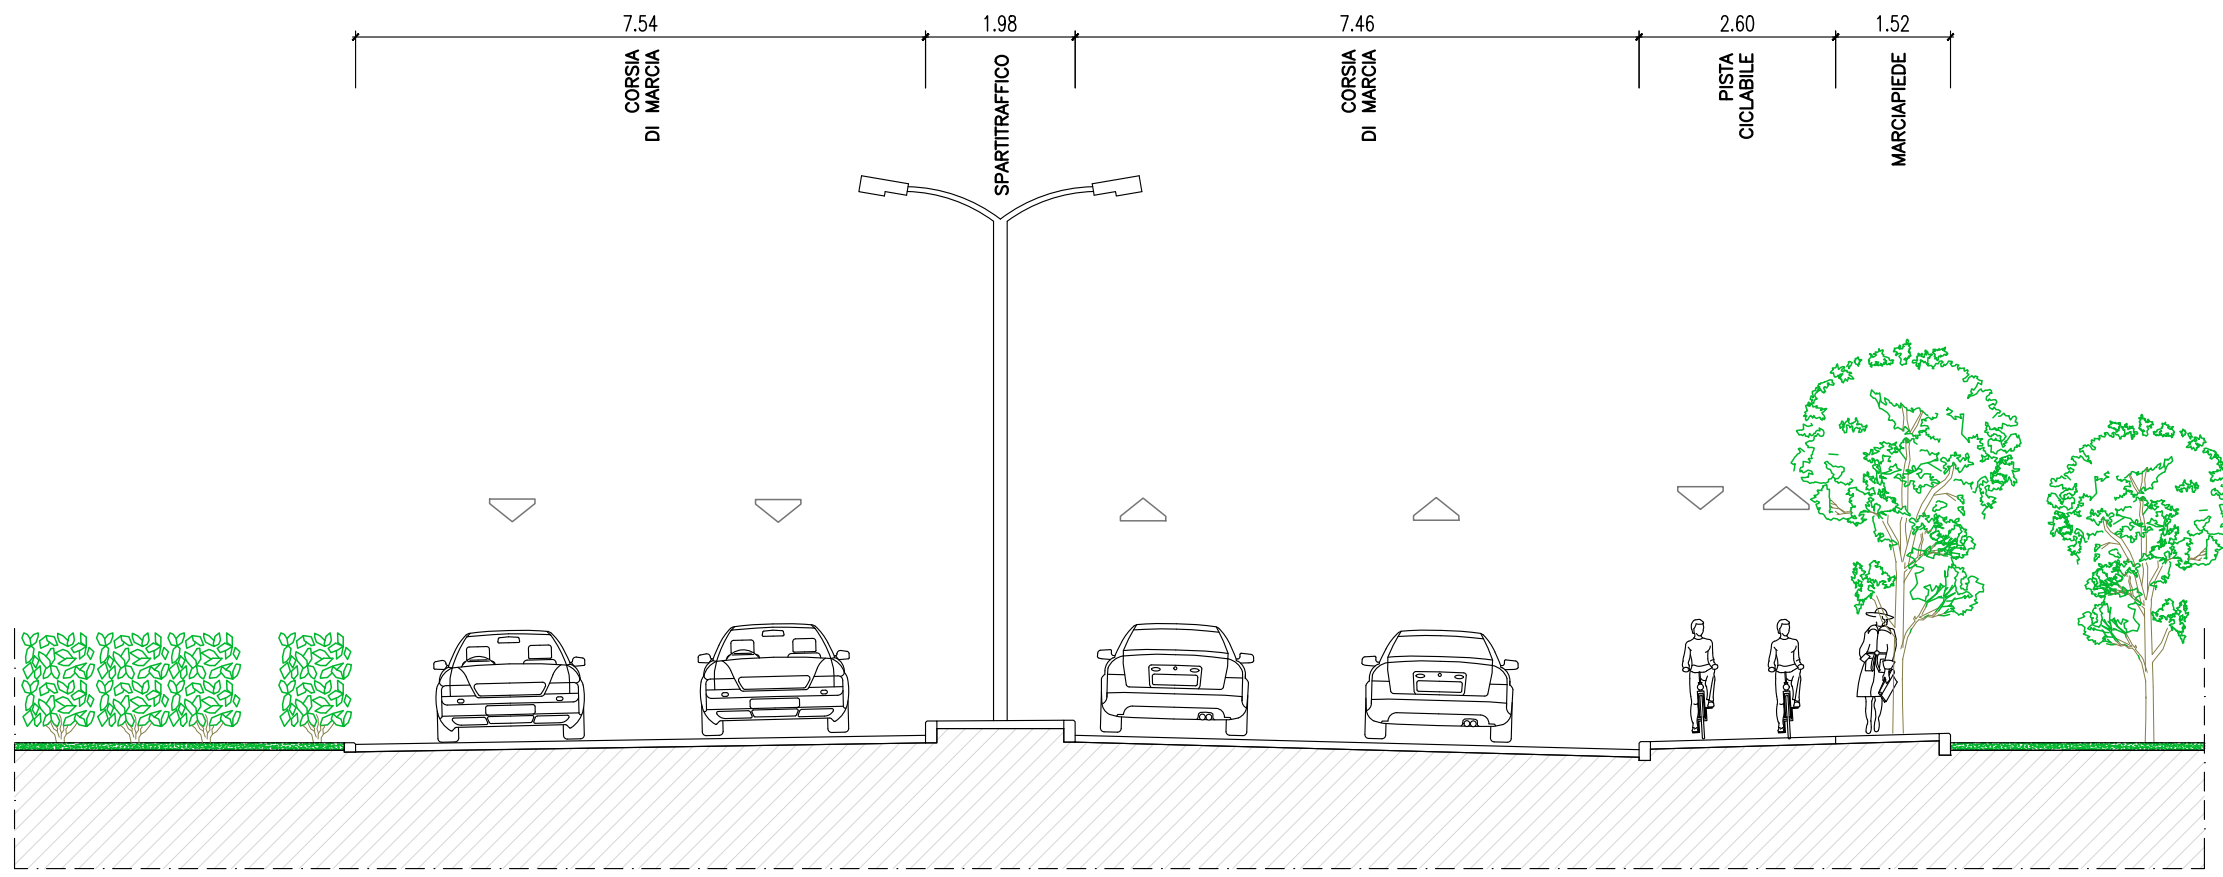 7.54
1.98
7.46
2.60
1.52
CORSIA
DI MARCIA
SPARTITRAFFICO
CORSIA
DI MARCIA
PISTA
CICLABILE
MARCIAPIEDE